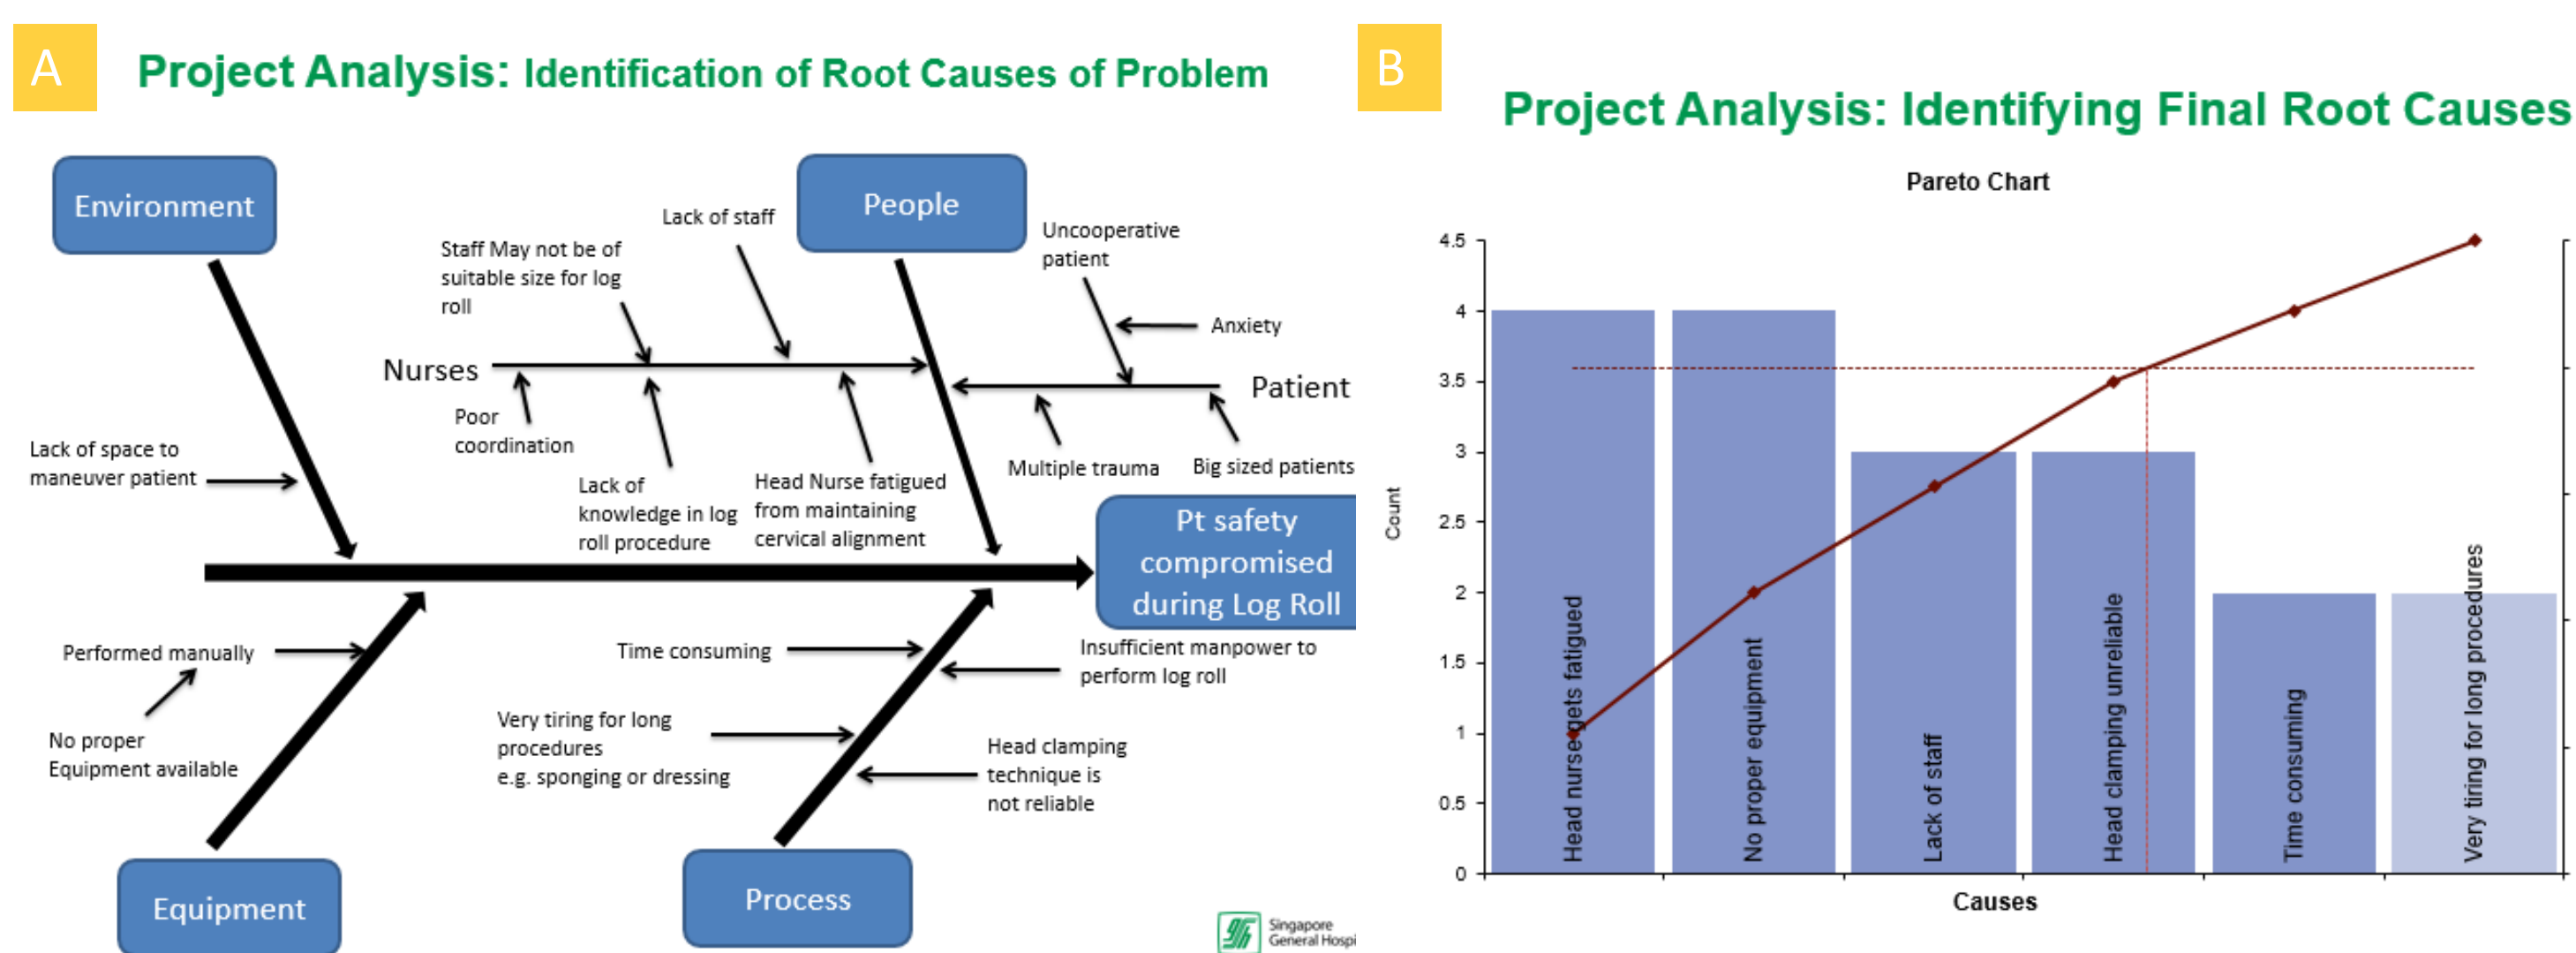 A
Project Analysis: Identification of Root Causes of Problem
Environment
People
Lack of staff
Staff May not be of
suitable size for log
roll
Uncooperative
patient
Anxiety
Nurses
Patient
Poor
coordination
Lack of space to
maneuver patient
Lack of
knowledge in log
roll procedure
Head Nurse fatigued
from maintaining
cervical alignment
Multiple trauma
Big sized patients
Pt safety
compromised
during Log Roll
Performed manually
No proper
Equipment available
Time consuming
Insufficient manpower to
perform log roll
Very tiring for long
procedures
e.g. sponging or dressing
Head clamping
technique is
not reliable
Equipment
Process
Singapore
General Hospi
B
Project Analysis: Identifying Final Root Causes
Pareto Chart
4.5
4
3.5
3
2.5
2
1.5
1
0.5
0
Count
Head nurse gets fatigued
No proper equipment
Lack of staff
Head clamping unreliable
Time consuming
Very tiring for long procedures
Causes